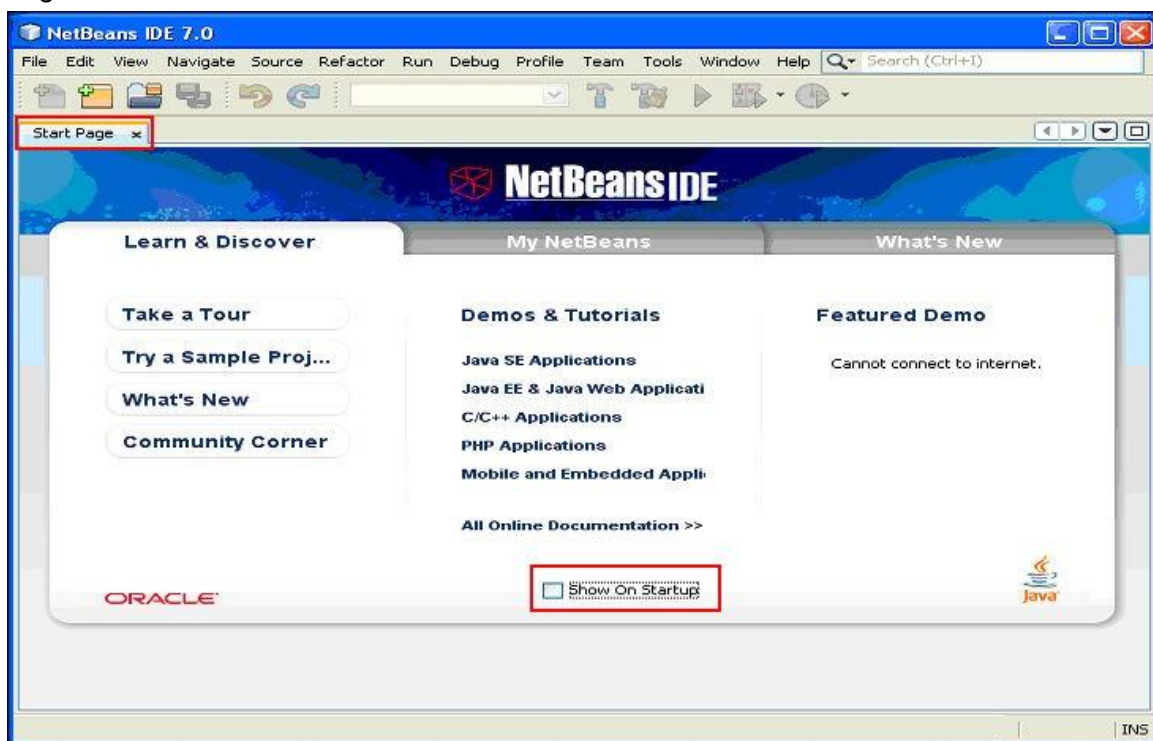 NetBeans IDE 7.0
File Edit View Navigate Source Refactor Run Debug Profile Team Tools Window Help Search (Ctrl+I)
Start Page
NetBeans IDE
Learn & Discover
My NetBeans
What's New
Take a Tour
Try a Sample Proj...
What's New
Community Corner
Demos & Tutorials
Java SE Applications
Java EE & Java Web Applicati
C/C++ Applications
PHP Applications
Mobile and Embedded Appli
All Online Documentation >>
Featured Demo
Cannot connect to internet.
Show On Startup
ORACLE
Java
INS